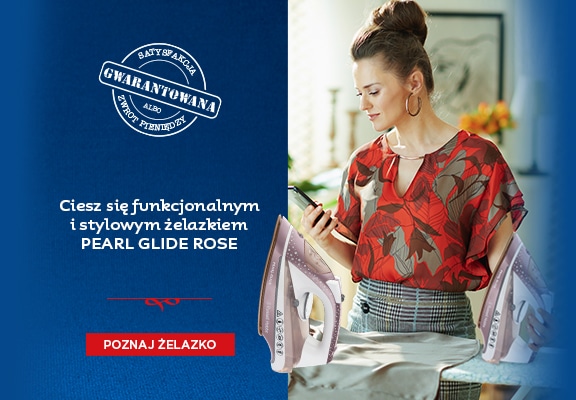 SATYSFAKCJA
GWARANTOWANA
ALBO
ZWROT PIENIĘDZY
Ciesz się funkcjonalnym
i stylowym żelazkiem
PEARL GLIDE ROSE
POZNAJ ŻELAZKO